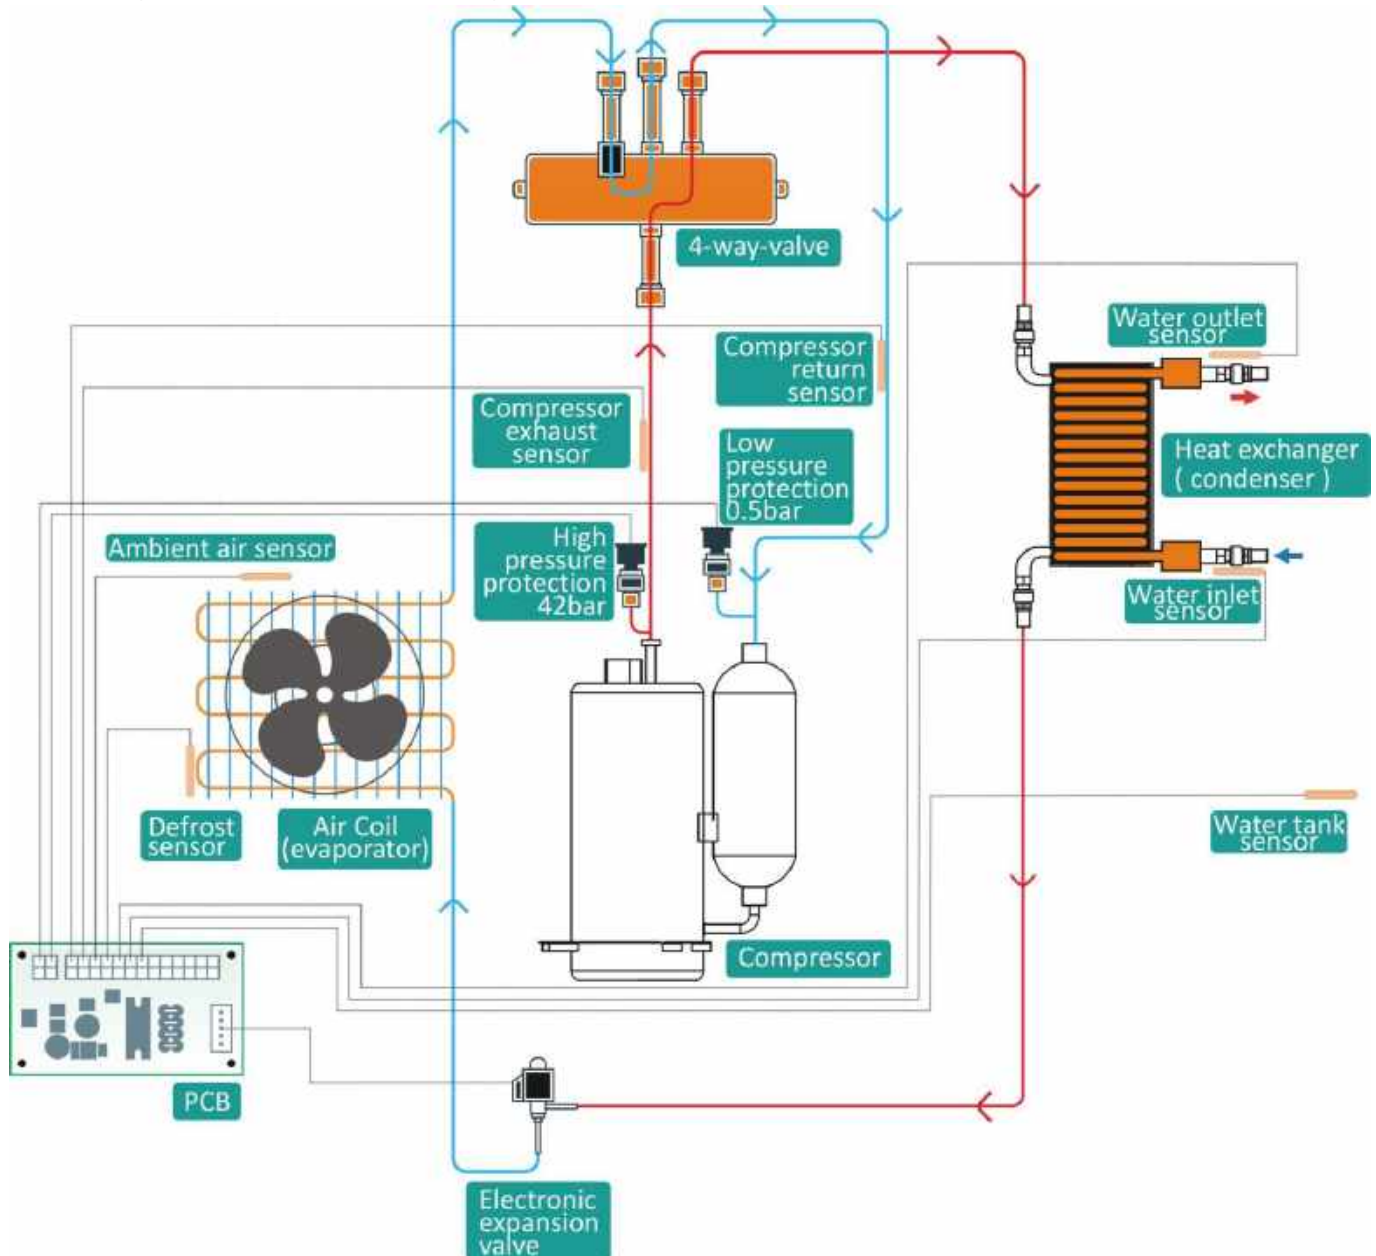 4-way-valve
Water outlet
sensor
Compressor
return
sensor
Compressor
exhaust
sensor
Low
pressure
protection
0.5bar
Heat exchanger
( condenser )
High
pressure
protection
42bar
Ambient air sensor
Water inlet
sensor
Defrost
sensor
Air Coil
(evaporator)
Water tank
sensor
Compressor
PCB
Electronic
expansion
valve